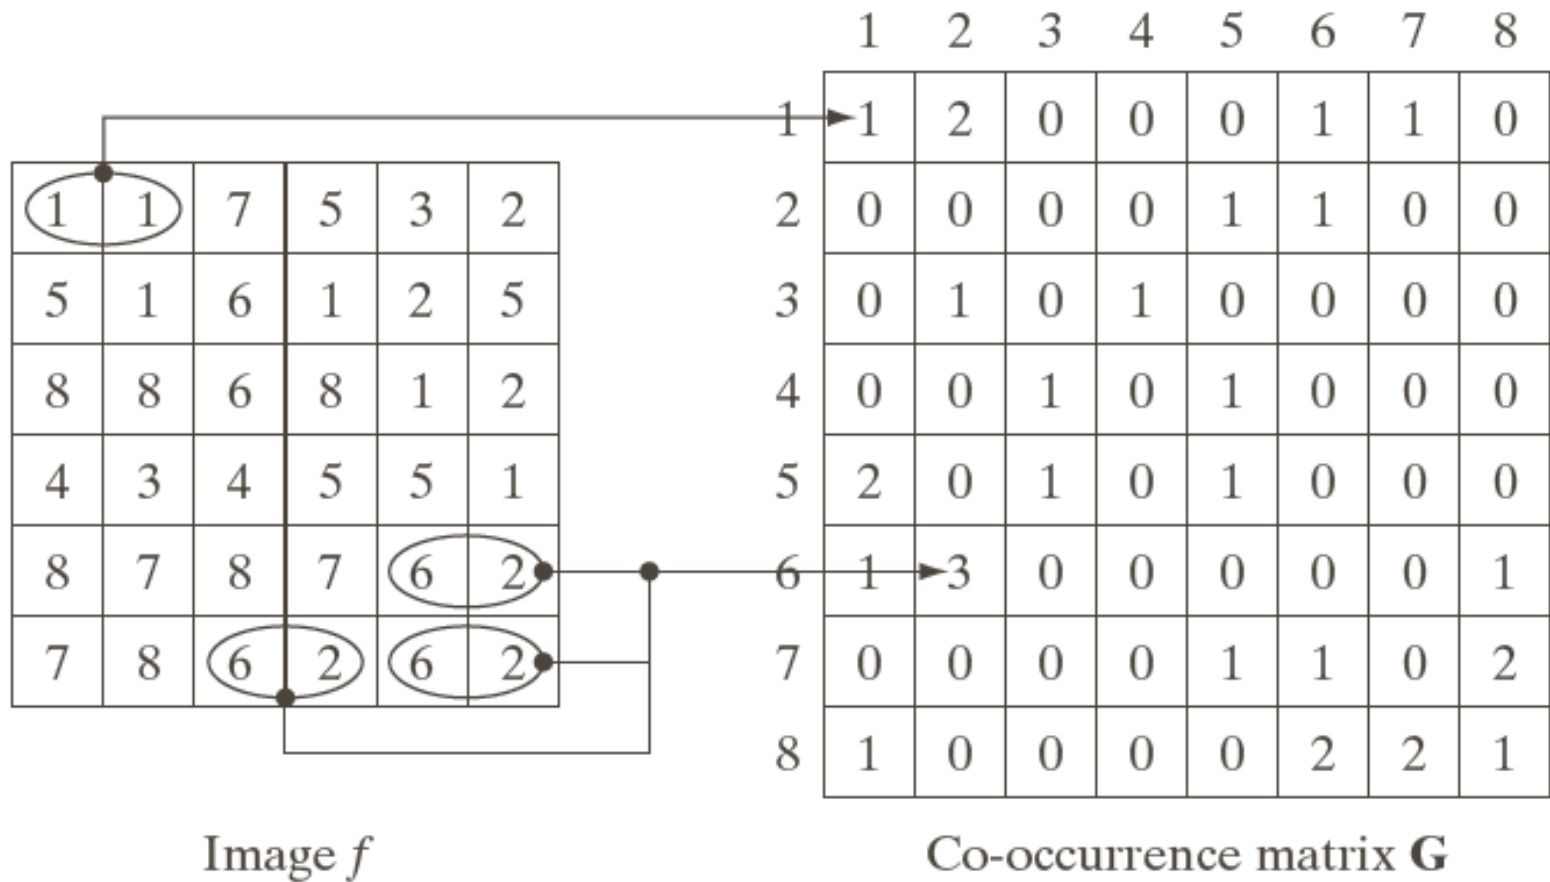 1 2 3 4 5 6 7 8
1 1 2 0 0 0 1 1 0
1 1 7 5 3 2
2 0 0 0 0 1 1 0 0
5 1 6 1 2 5
3 0 1 0 1 0 0 0 0
8 8 6 8 1 2
4 0 0 1 0 1 0 0 0
4 3 4 5 5 1
5 2 0 1 0 1 0 0 0
8 7 8 7 6 2
6 1 3 0 0 0 0 0 1
7 8 6 2 6 2
7 0 0 0 0 1 1 0 2
8 1 0 0 0 0 2 2 1
Image f
Co-occurrence matrix G